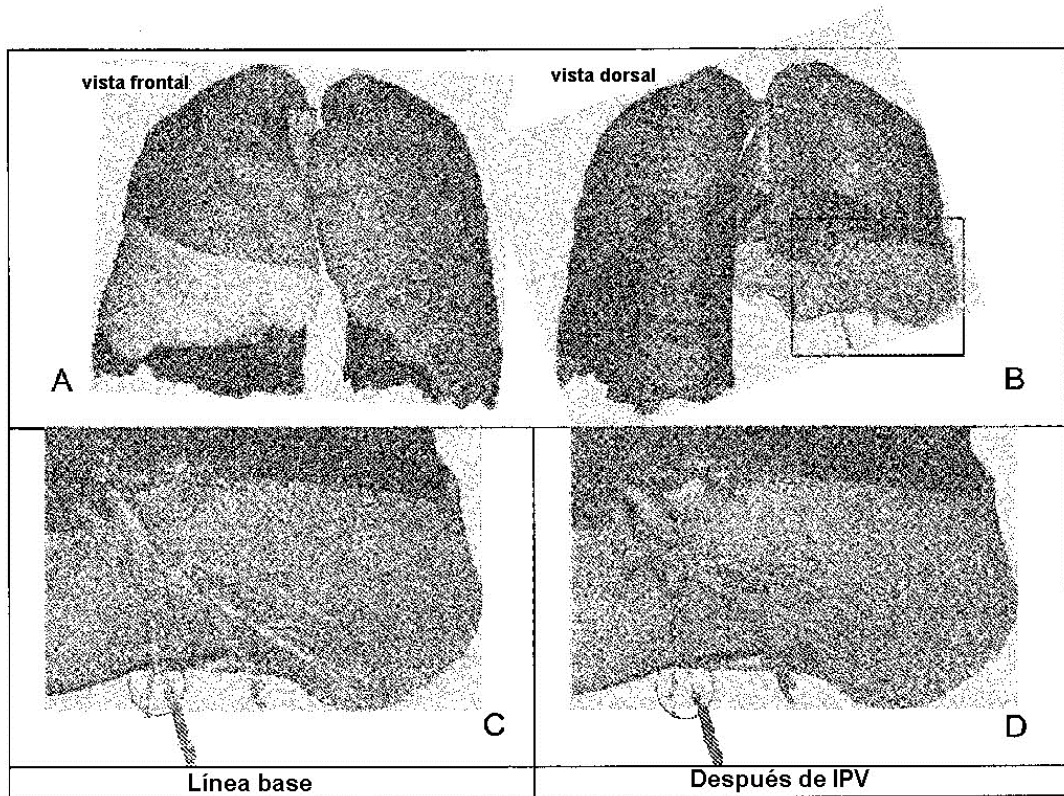 vista frontal
vista dorsal
A
B
C
D
Línea base
Después de IPV